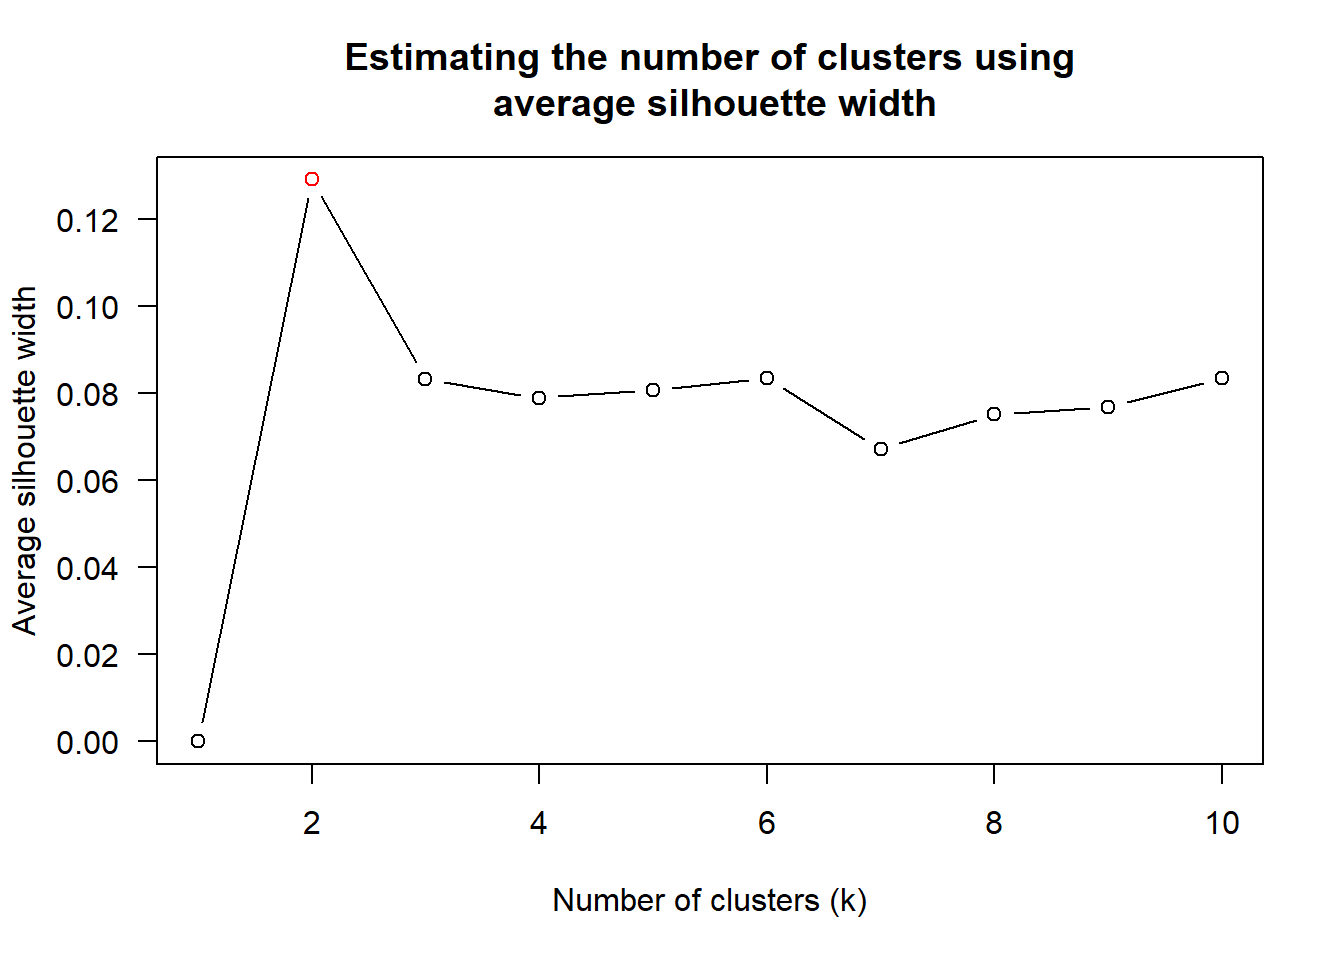 Estimating the number of clusters using
average silhouette width
Average silhouette width
0.12
0.10
0.08
0.06
0.04
0.02
0.00
2 4 6 8 10
Number of clusters (k)